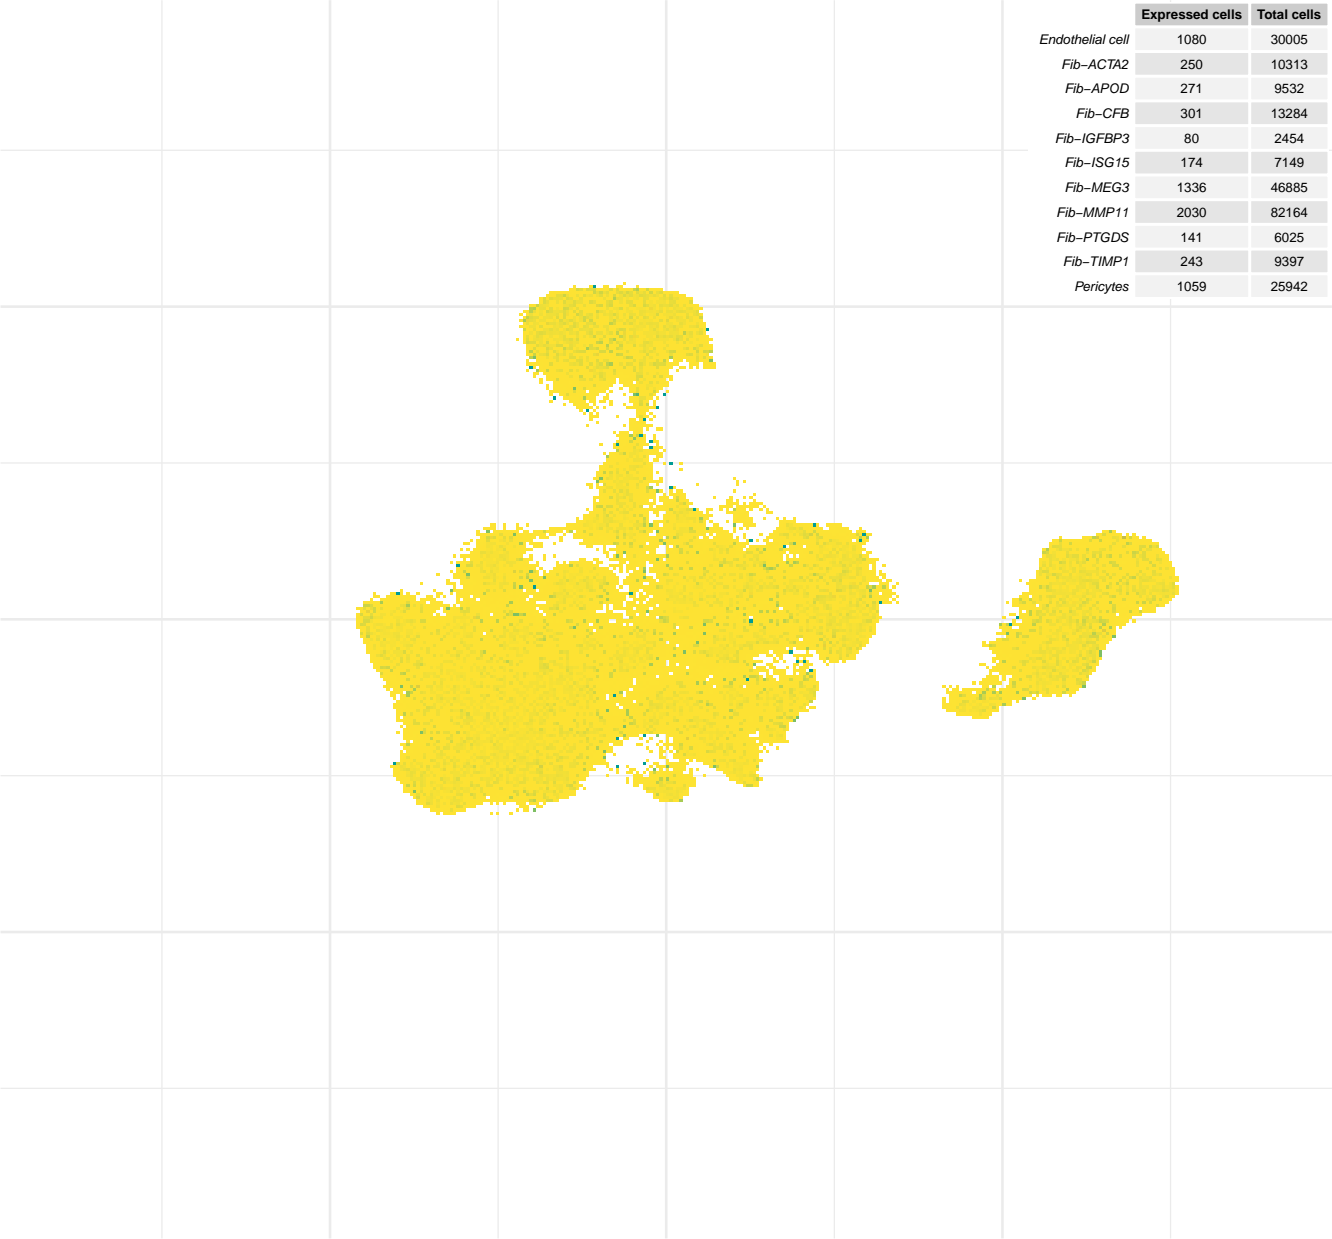 Expressed cells Total cells
Endothelial cell 1080 30005
Fib−ACTA2 250 10313
Fib−APOD 271 9532
Fib−CFB 301 13284
Fib−IGFBP3 80 2454
Fib−ISG15 174 7149
Fib−MEG3 1336 46885
Fib−MMP11 2030 82164
Fib−PTGDS 141 6025
Fib−TIMP1 243 9397
Pericytes 1059 25942